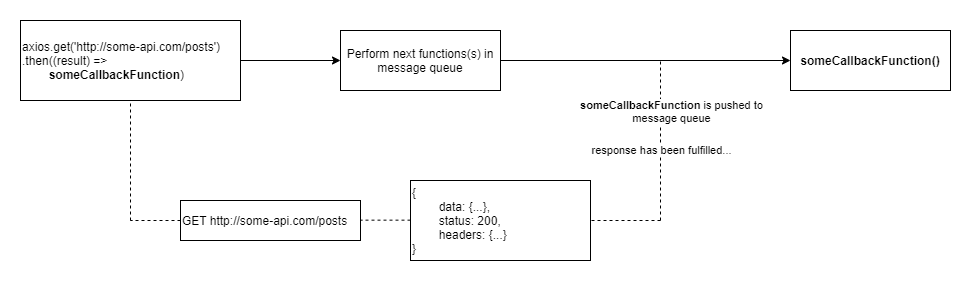 axios.get('http://some-api.com/posts')
.then((result) =>
someCallbackFunction)
Perform next functions(s) in
message queue
someCallbackFunction()
someCallbackFunction is pushed to
message queue
response has been fulfilled...
GET http://some-api.com/posts
{
data: {...},
status: 200,
headers: {...}
}